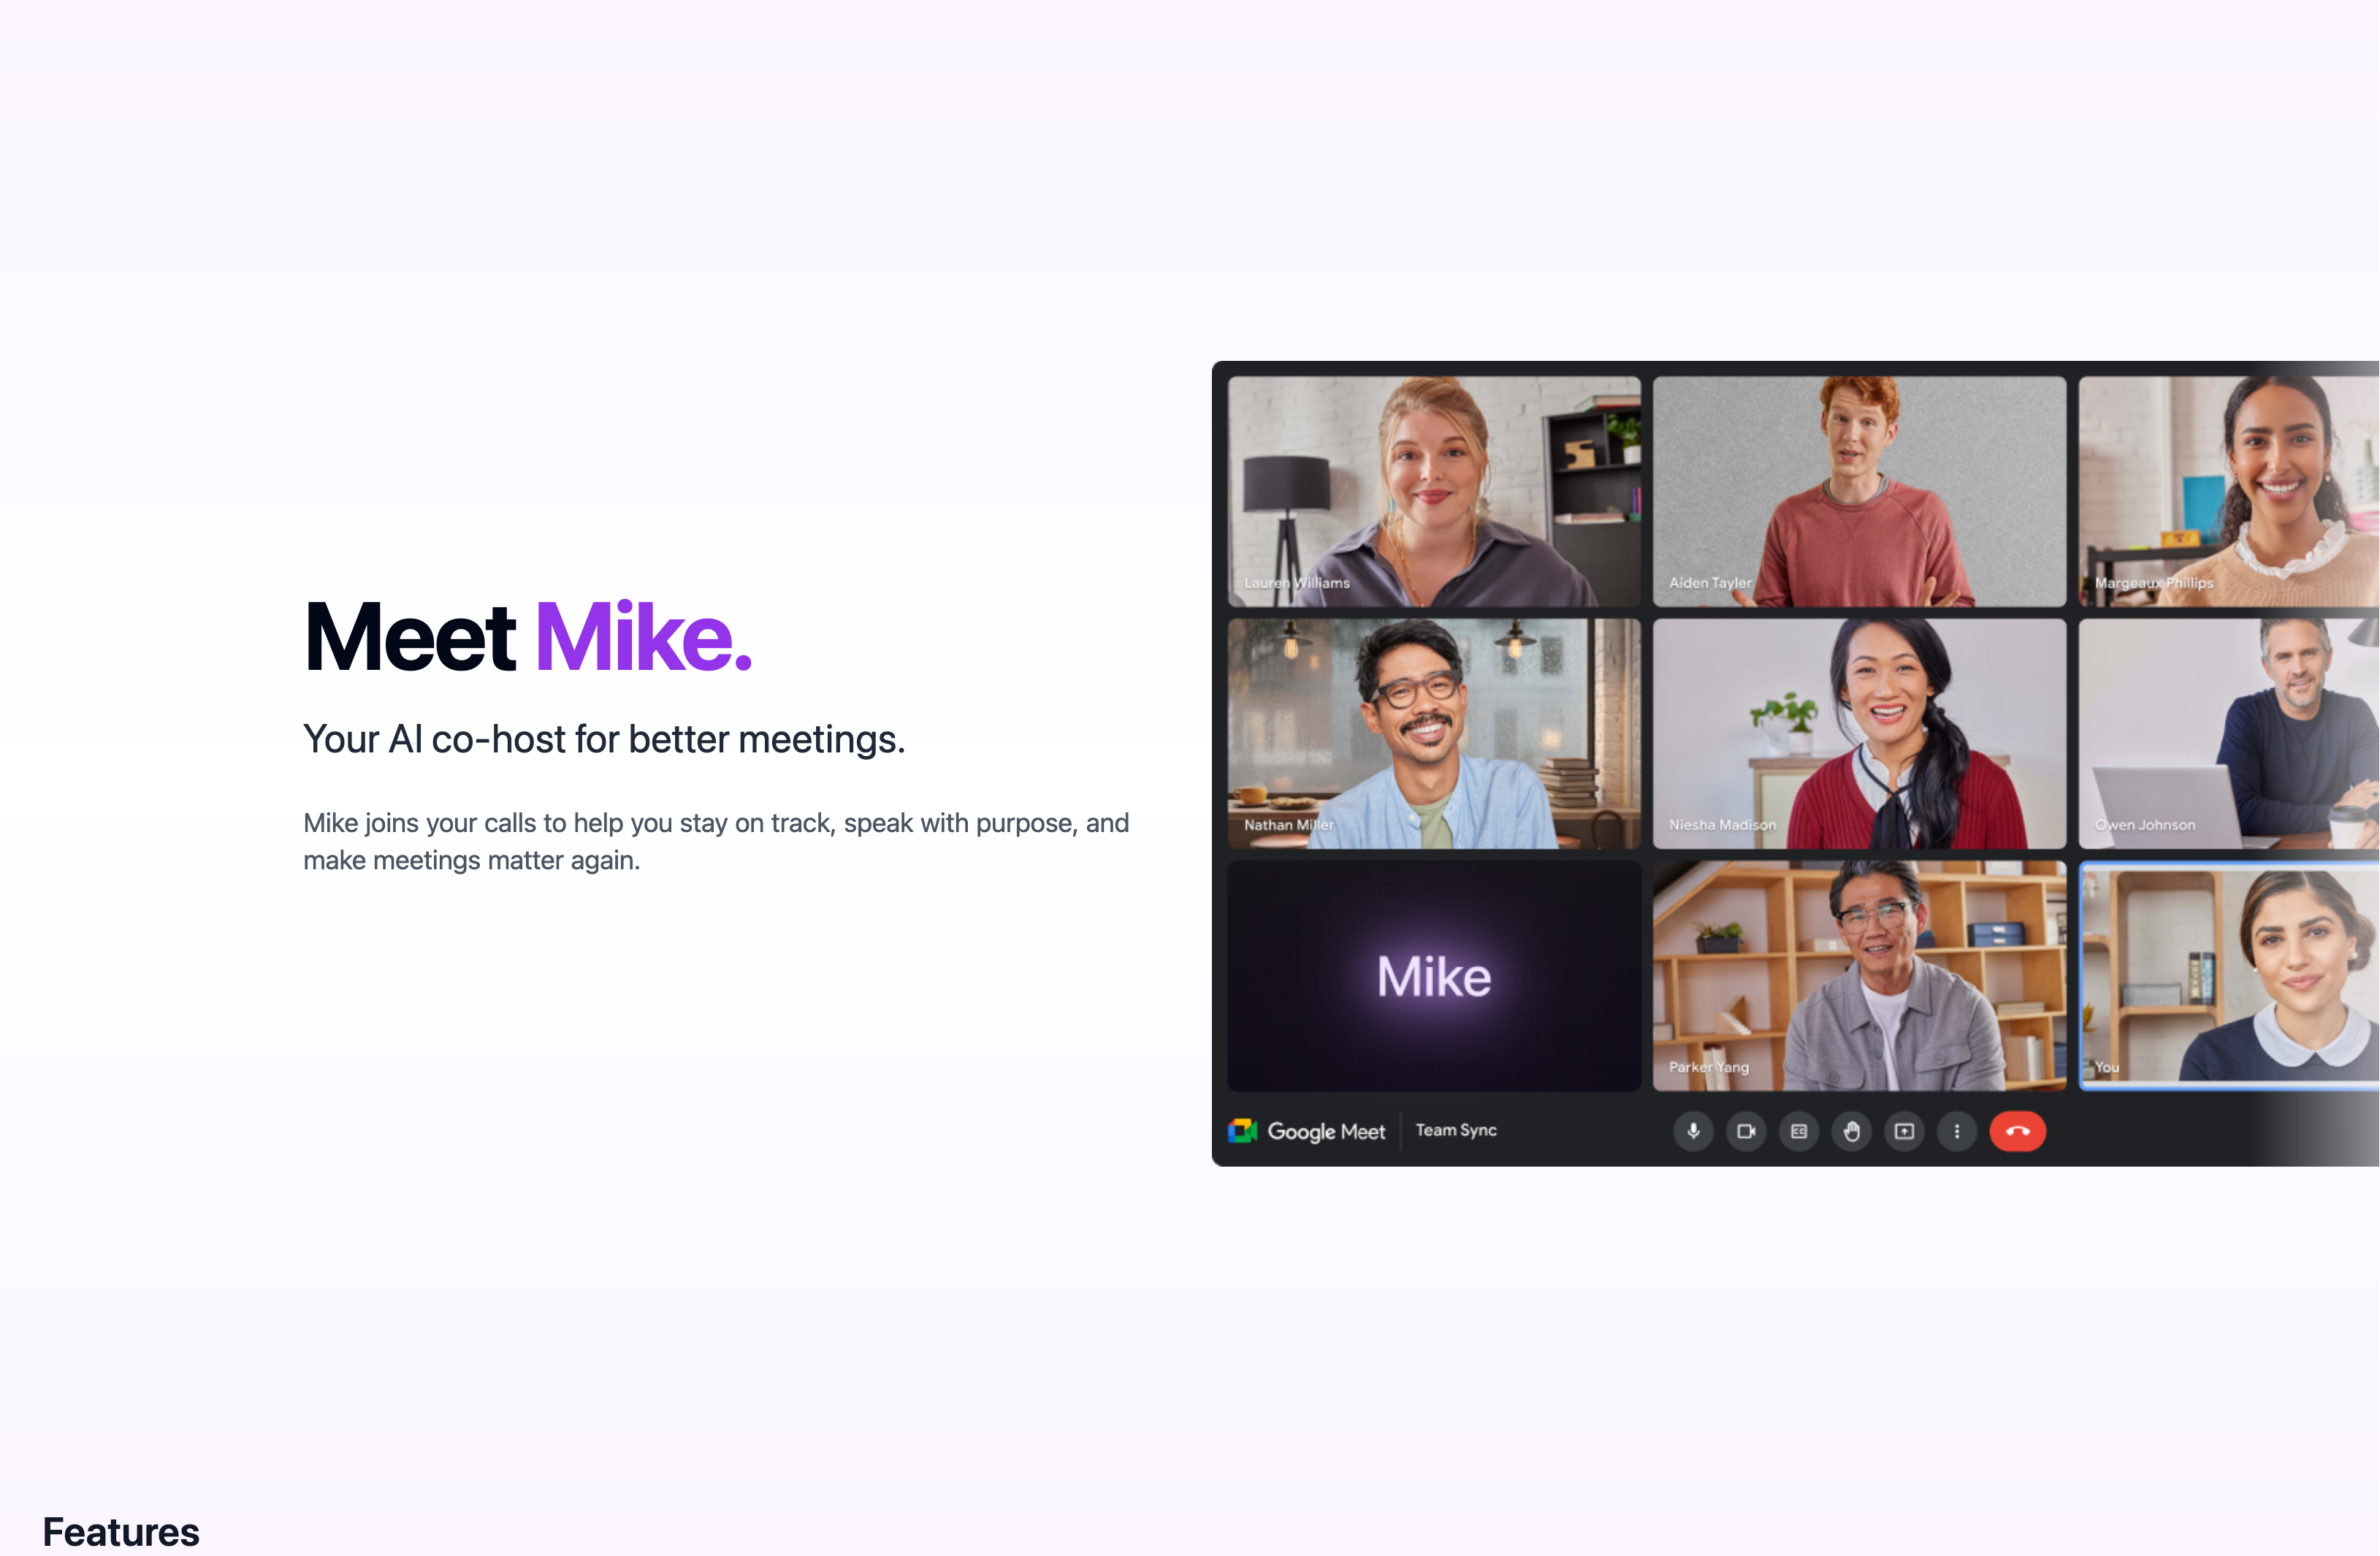 Meet Mike.
Your AI co-host for better meetings.
Mike joins your calls to help you stay on track, speak with purpose, and
make meetings matter again.
Lauren Williams
Aiden Tayler
Margeaux Phillips
Nathan Miller
Niesha Madison
Owen Johnson
Mike
Parker Yang
You
Google Meet
Team Sync
CC
Features